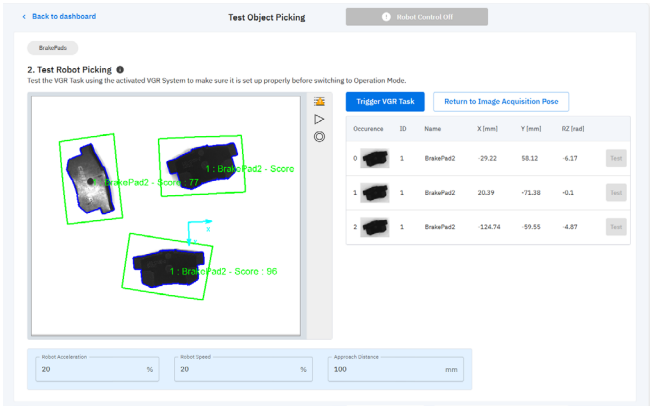 Back to dashboard
Test Object Picking
Robot Control Off
BrakePads
2. Test Robot Picking
Test the VGR Task using the activated VGR System to make sure it is set up properly before switching to Operation Mode.
Trigger VGR Task
Return to Image Acquisition Pose
Occurence ID Name X [mm] Y [mm] RZ [rad]
0 1 BrakePad2 -29.22 58.12 -6.17 Test
1 1 BrakePad2 20.39 -71.38 -0.1 Test
2 1 BrakePad2 -124.74 -59.55 -4.87 Test
1 : BrakePad2 - Score
BrakePad2 - Score : 77
X
1 : BrakePad2 - Score : 96
Robot Acceleration
20 %
Robot Speed
20 %
Approach Distance
100 mm